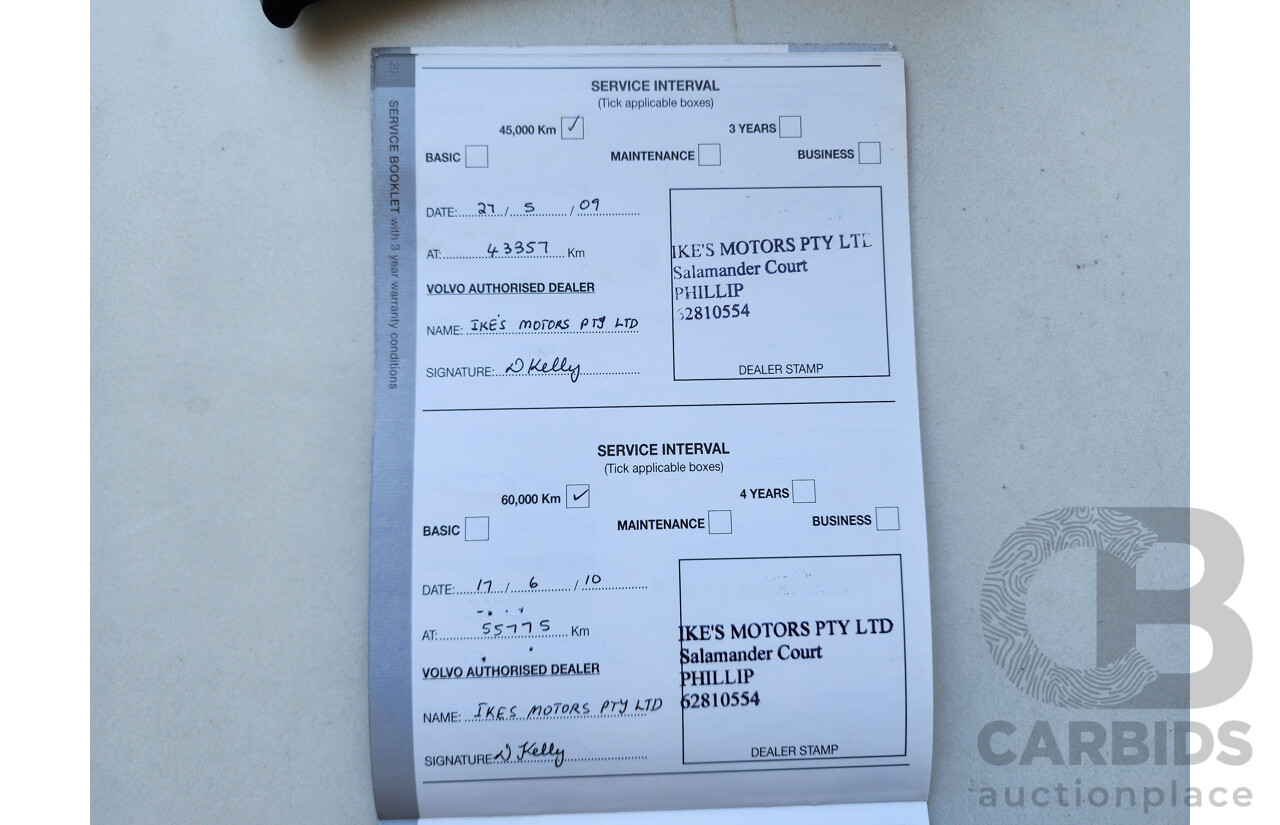 20
SERVICE BOOKLET with 3 year warranty conditions
SERVICE INTERVAL
(Tick applicable boxes)
45,000 Km ✓ 3 YEARS
BASIC MAINTENANCE BUSINESS
DATE: 27 / 5 / 09
AT: 43357 Km
VOLVO AUTHORISED DEALER
NAME: IKE'S MOTORS PTY LTD
SIGNATURE: D Kelly
IKE'S MOTORS PTY LTD
Salamander Court
PHILLIP
62810554
DEALER STAMP
SERVICE INTERVAL
(Tick applicable boxes)
60,000 Km ✓ 4 YEARS
BASIC MAINTENANCE BUSINESS
DATE: 17 / 6 / 10
AT: 55775 Km
VOLVO AUTHORISED DEALER
NAME: IKES MOTORS PTY LTD
SIGNATURE: D Kelly
IKE'S MOTORS PTY LTD
Salamander Court
PHILLIP
62810554
DEALER STAMP
CB
CARBIDS
auctionplace